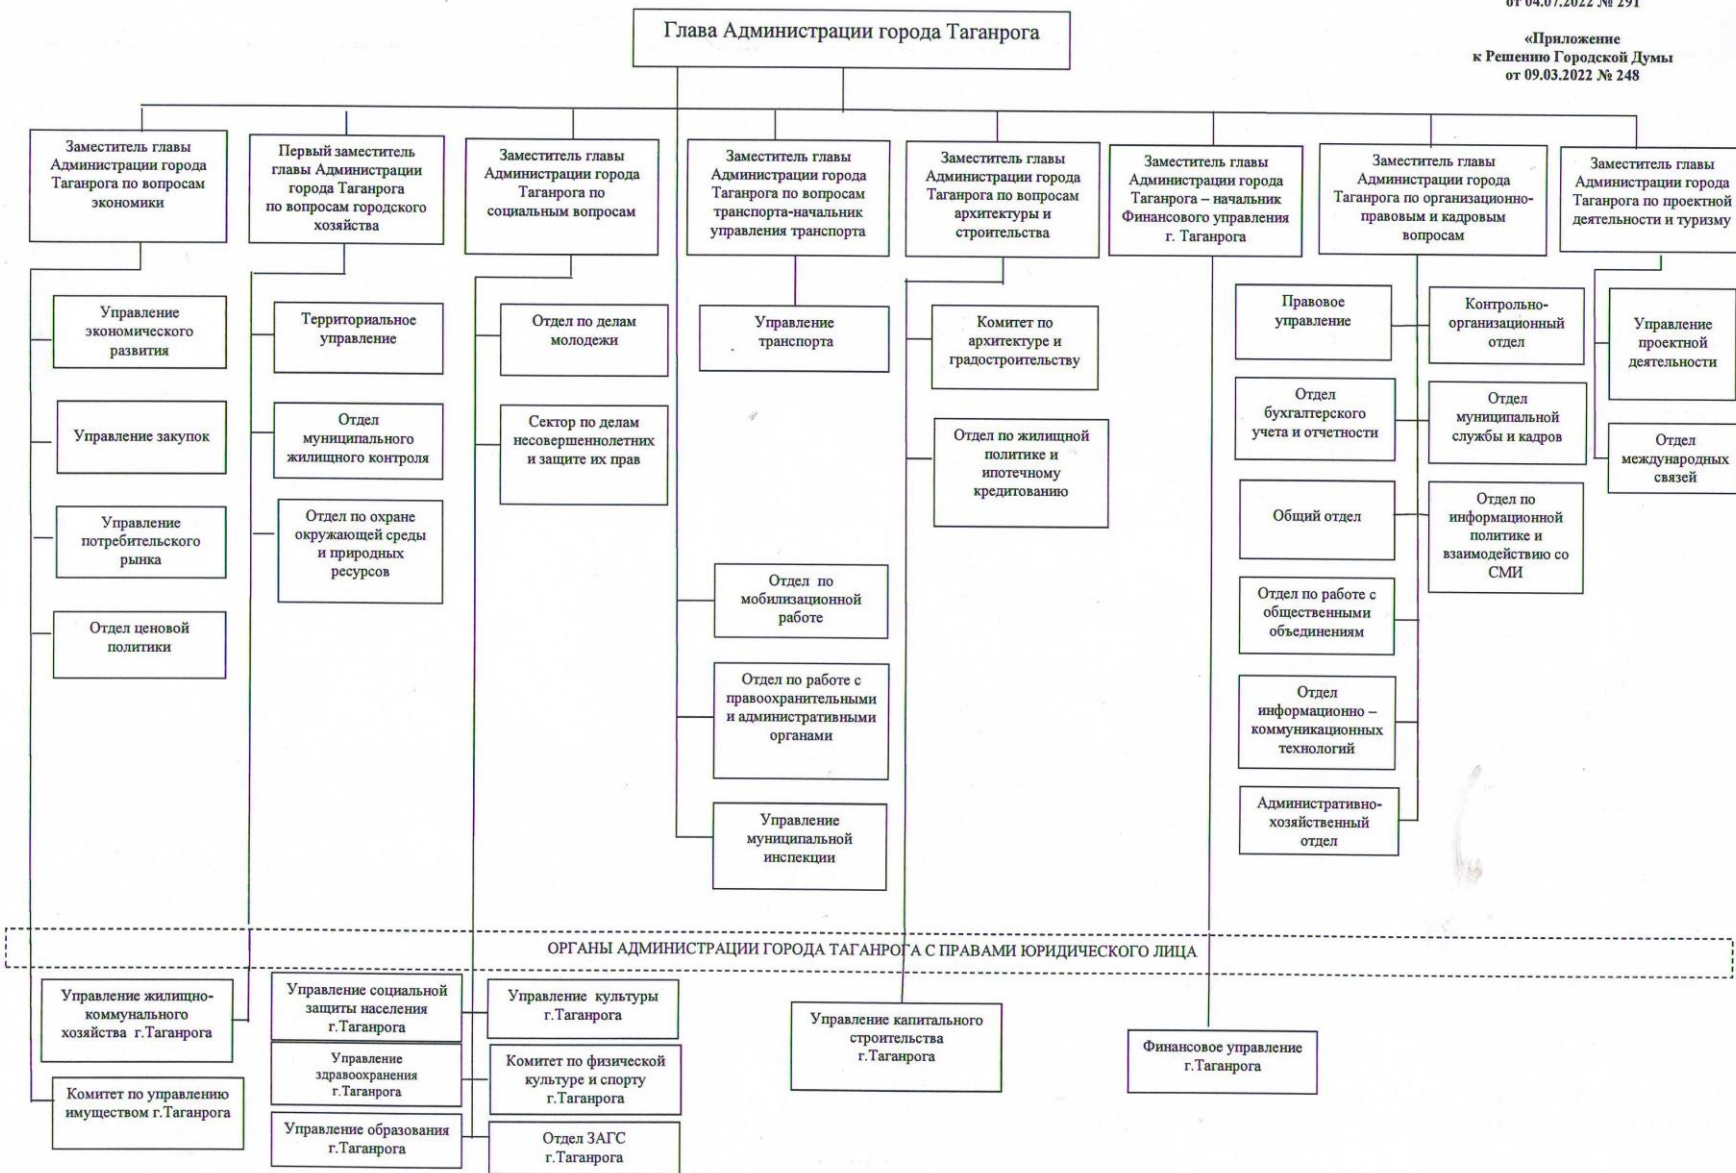 от 04.07.2022 № 291
«Приложение
к Решению Городской Думы
от 09.03.2022 № 248
Глава Администрации города Таганрога
Заместитель главы
Администрации города
Таганрога по вопросам
экономики
Первый заместитель
главы Администрации
города Таганрога
по вопросам городского
хозяйства
Заместитель главы
Администрации города
Таганрога по
социальным вопросам
Заместитель главы
Администрации города
Таганрога по вопросам
транспорта-начальник
управления транспорта
Заместитель главы
Администрации города
Таганрога по вопросам
архитектуры и
строительства
Заместитель главы
Администрации города
Таганрога – начальник
Финансового управления
г. Таганрога
Заместитель главы
Администрации города
Таганрога по организационно-
правовым и кадровым
вопросам
Заместитель главы
Администрации города
Таганрога по проектной
деятельности и туризму
Управление
экономического
развития
Управление закупок
Управление
потребительского
рынка
Отдел ценовой
политики
Территориальное
управление
Отдел
муниципального
жилищного контроля
Отдел по охране
окружающей среды
и природных
ресурсов
Отдел по делам
молодежи
Сектор по делам
несовершеннолетних
и защите их прав
Управление
транспорта
Отдел по
мобилизационной
работе
Отдел по работе с
правоохранительными
и административными
органами
Управление
муниципальной
инспекции
Комитет по
архитектуре и
градостроительству
Отдел по жилищной
политике и
ипотечному
кредитованию
Правовое
управление
Отдел
бухгалтерского
учета и отчетности
Общий отдел
Отдел по работе с
общественными
объединениям
Отдел
информационно –
коммуникационных
технологий
Административно-
хозяйственный
отдел
Контрольно-
организационный
отдел
Отдел
муниципальной
службы и кадров
Отдел по
информационной
политике и
взаимодействию со
СМИ
Управление
проектной
деятельности
Отдел
международных
связей
ОРГАНЫ АДМИНИСТРАЦИИ ГОРОДА ТАГАНРОГА С ПРАВАМИ ЮРИДИЧЕСКОГО ЛИЦА
Управление жилищно-
коммунального
хозяйства г.Таганрога
Комитет по управлению
имуществом г.Таганрога
Управление социальной
защиты населения
г.Таганрога
Управление
здравоохранения
г.Таганрога
Управление образования
г.Таганрога
Управление культуры
г.Таганрога
Комитет по физической
культуре и спорту
г.Таганрога
Отдел ЗАГС
г.Таганрога
Управление капитального
строительства
г.Таганрога
Финансовое управление
г.Таганрога